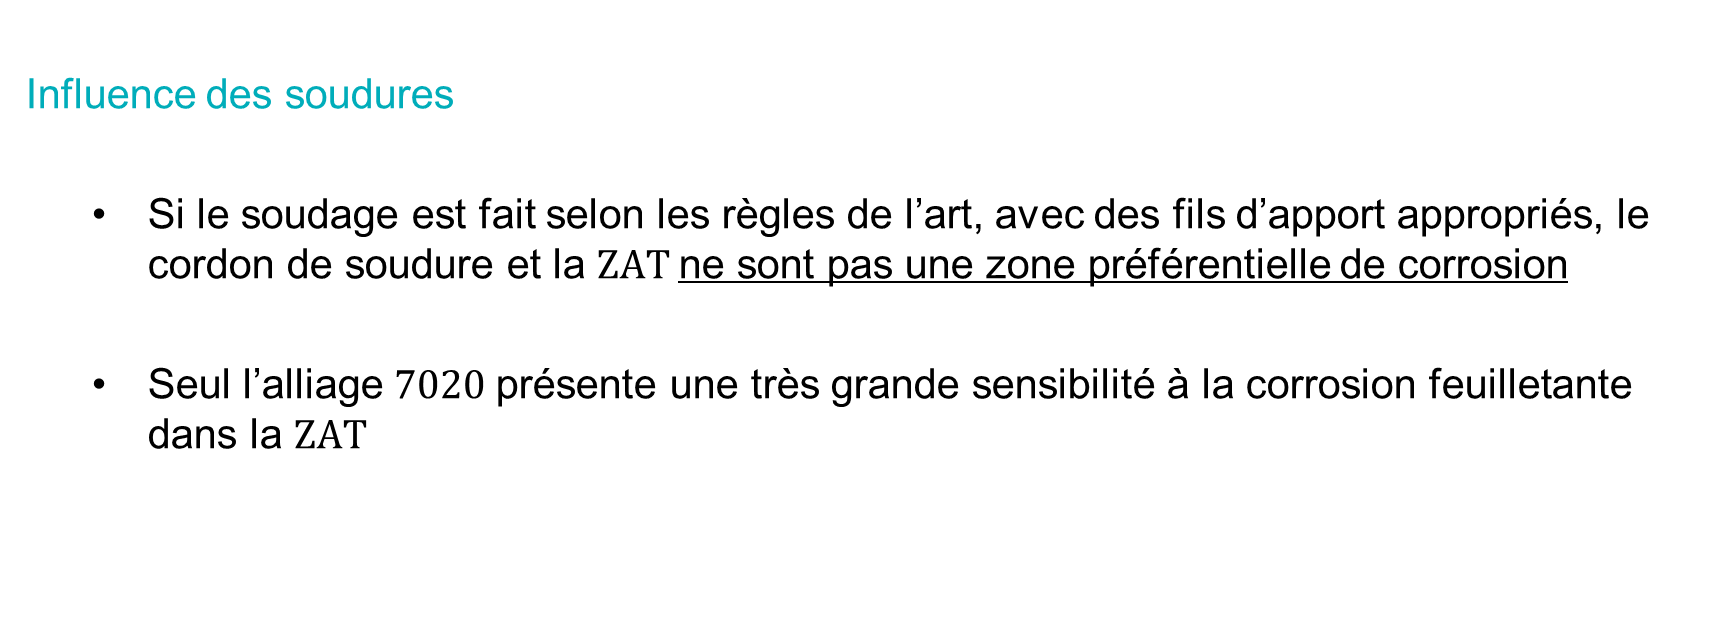 Influence des soudures
• Si le soudage est fait selon les règles de l’art, avec des fils d’apport appropriés, le
cordon de soudure et la ZAT ne sont pas une zone préférentielle de corrosion
• Seul l’alliage 7020 présente une très grande sensibilité à la corrosion feuilletante
dans la ZAT